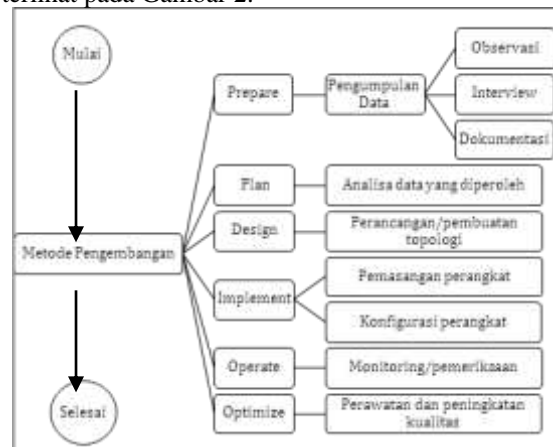 terlihat pada Gambar 2.
Mulai
Metode Pengembangan
Selesai
Prepare
Pengumpulan
Data
Observasi
Interview
Dokumentasi
Plan
Analisa data yang diperoleh
Design
Perancangan/pembuatan
topologi
Implement
Pemasangan perangkat
Konfigurasi perangkat
Operate
Monitoring/pemeriksaan
Optimize
Perawatan dan peningkatan
kualitas